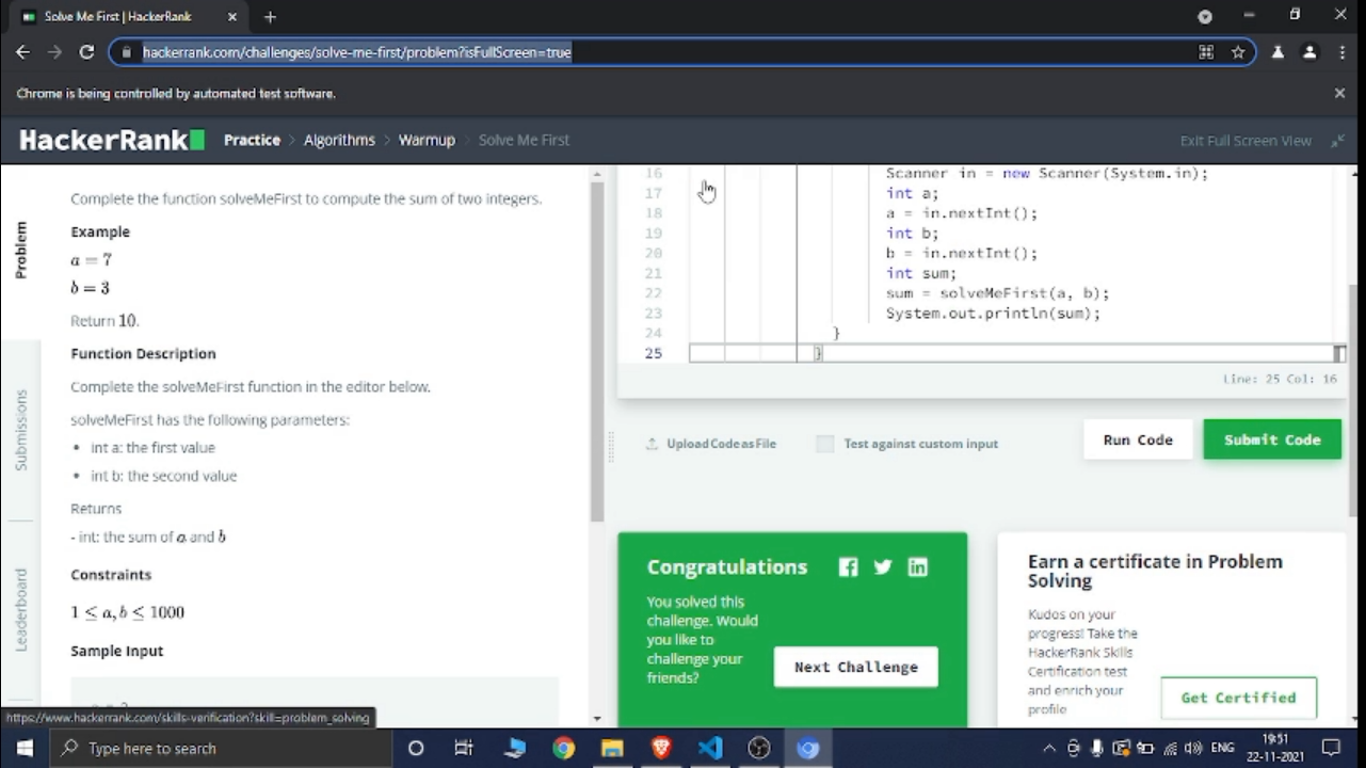 Solve Me First | HackerRank
hackerrank.com/challenges/solve-me-first/problem?isFullScreen=true
Chrome is being controlled by automated test software.
HackerRank
Practice > Algorithms > Warmup > Solve Me First
Exit Full Screen View
Problem
Submissions
Leaderboard
Complete the function solveMeFirst to compute the sum of two integers.
Example
a = 7
b = 3
Return 10.
Function Description
Complete the solveMeFirst function in the editor below.
solveMeFirst has the following parameters:
• int a: the first value
• int b: the second value
Returns
- int: the sum of a and b
Constraints
1 ≤ a, b ≤ 1000
Sample Input
https://www.hackerrank.com/skills-verification?skill=problem_solving
16 Scanner in = new Scanner(System.in);
17 int a;
18 a = in.nextInt();
19 int b;
20 b = in.nextInt();
21 int sum;
22 sum = solveMeFirst(a, b);
23 System.out.println(sum);
24 }
25 }
Line: 25 Col: 16
Upload Code as File
Test against custom input
Run Code
Submit Code
Congratulations
You solved this
challenge. Would
you like to
challenge your
friends?
Next Challenge
Earn a certificate in Problem
Solving
Kudos on your
progress! Take the
HackerRank Skills
Certification test
and enrich your
profile
Get Certified
Type here to search
ENG
19:51
22-11-2021